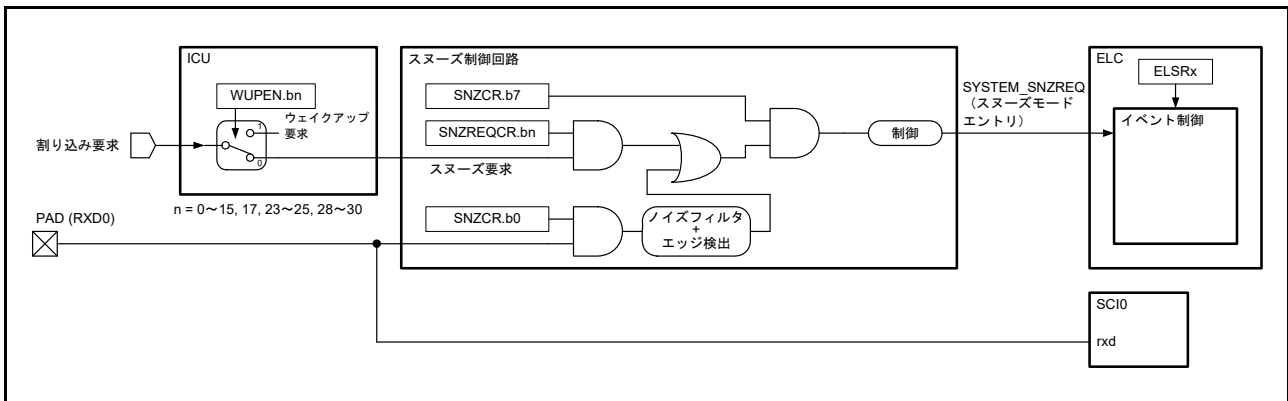 ICU
WUPEN.bn
ウェイクアップ
要求
1
0
割り込み要求
n = 0～15, 17, 23～25, 28～30
PAD (RXD0)
スヌーズ制御回路
SNZCR.b7
SNZREQCR.bn
スヌーズ要求
SNZCR.b0
ノイズフィルタ
+
エッジ検出
制御
SYSTEM_SNZREQ
（スヌーズモード
エントリ）
ELC
ELSRx
イベント制御
SCI0
rxd